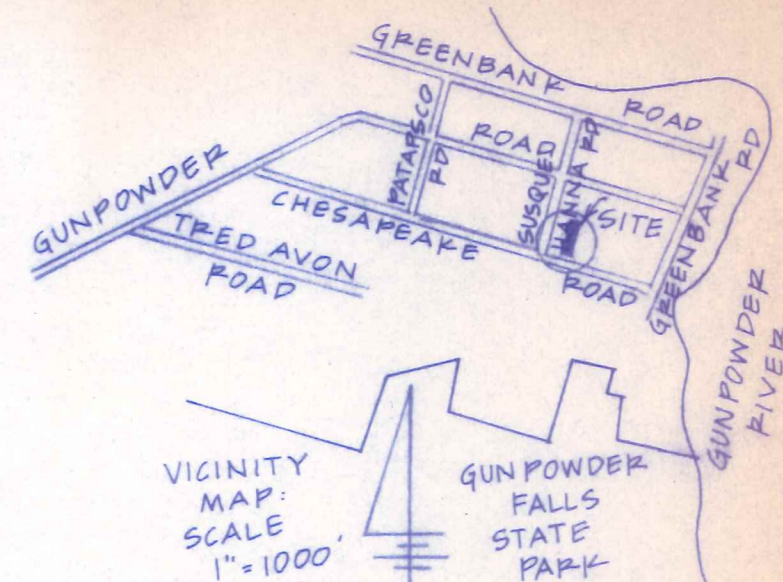 GREENBANK ROAD
GUNPOWDER ROAD
PATAPSCO RD
SUSQUEHANNA RD
SITE
CHESAPEAKE ROAD
TRED AVON
ROAD
GREENBANK RD
GUNPOWDER
RIVER
VICINITY
MAP:
SCALE
1"=1000'
GUNPOWDER
FALLS
STATE
PARK